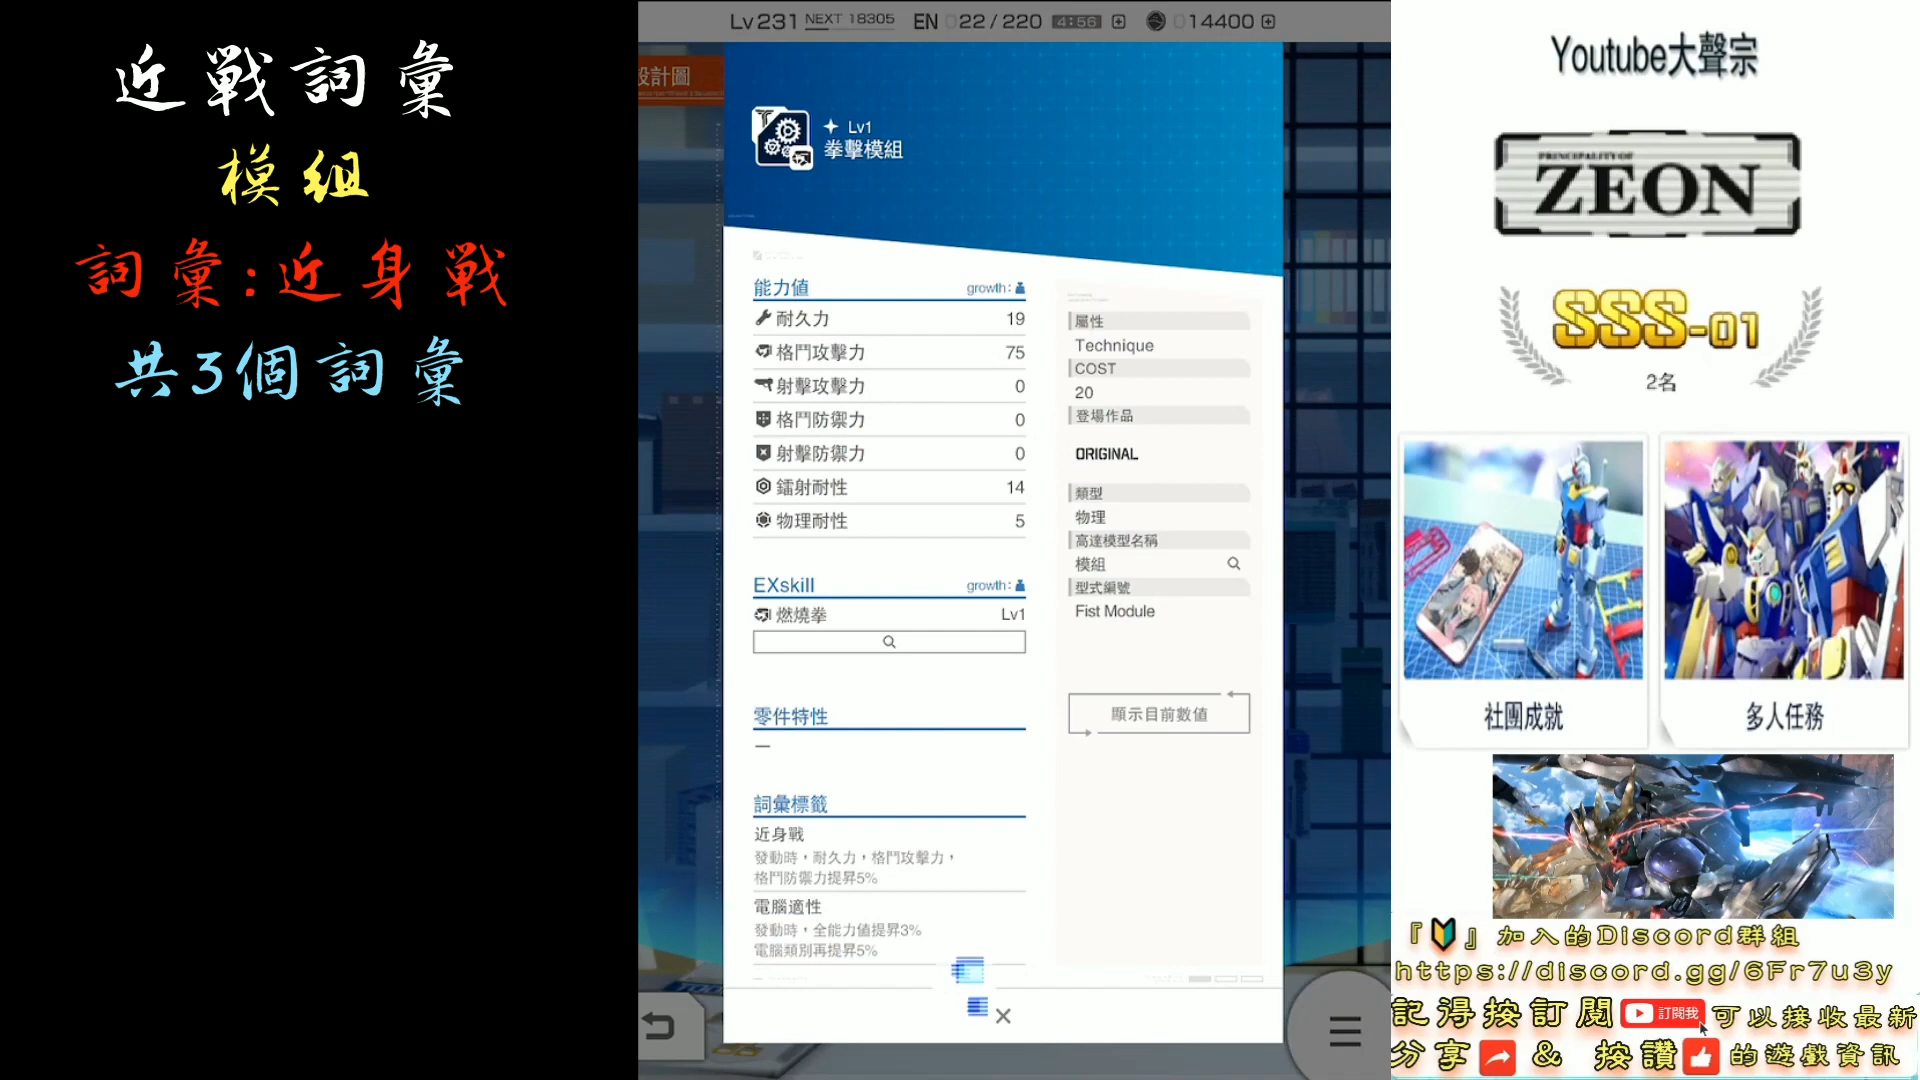 近戰詞彙
模組
詞彙:近身戰
共3個詞彙
Lv231 NEXT 18305 EN 022/220 4:56 014400
設計圖
Lv1
拳擊模組
能力值 growth:
耐久力 19
格鬥攻擊力 75
射擊攻擊力 0
格鬥防禦力 0
射擊防禦力 0
鐳射耐性 14
物理耐性 5
EXskill growth:
燃燒拳 Lv1
零件特性
—
詞彙標籤
近身戰
發動時，耐久力，格鬥攻擊力，
格鬥防禦力提昇5%
電腦適性
發動時，全能力值提昇3%
電腦類別再提昇5%
屬性
Technique
COST
20
登場作品
ORIGINAL
類型
物理
高達模型名稱
模組
型式編號
Fist Module
顯示目前數值
Youtube大聲宗
PRINCIPALITY OF
ZEON
SSS-01
2名
社團成就
多人任務
『🔰』加入的Discord群組
https://discord.gg/6Fr7u3y
記得按訂閱 訂閱我 可以接收最新
分享 & 按讚 的遊戲資訊